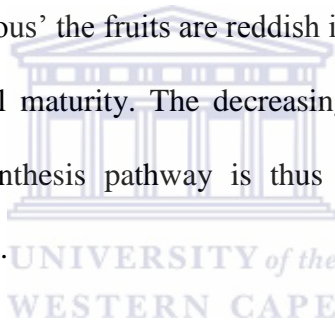 ous’ the fruits are reddish i
l maturity. The decreasing
nthesis pathway is thus
.
UNIVERSITY of the
WESTERN CAPE